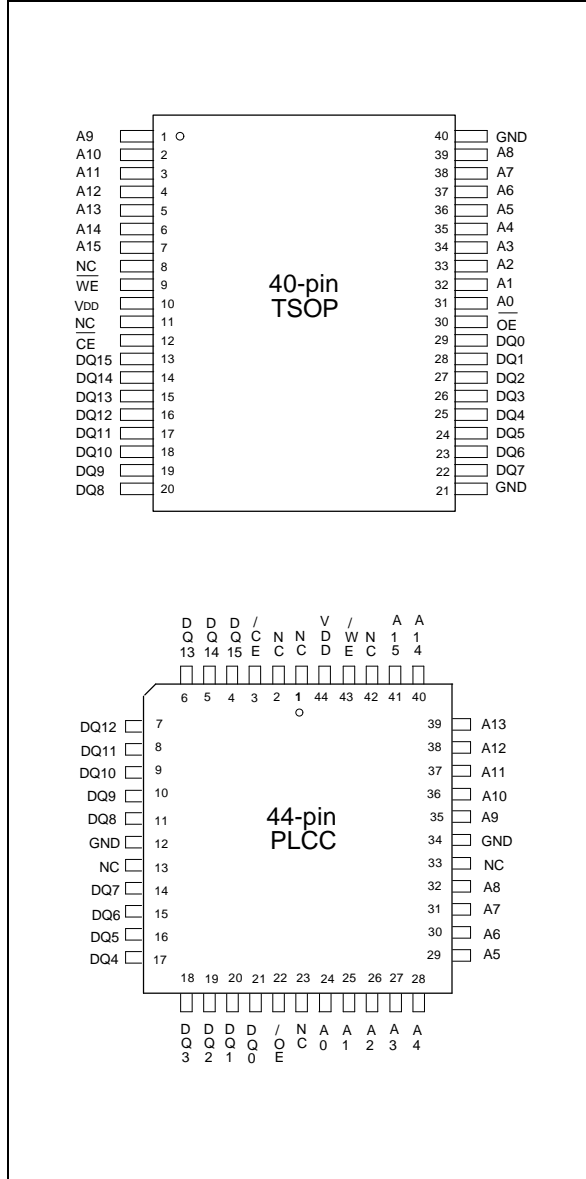 A9 1 40 GND
A10 2 39 A8
A11 3 38 A7
A12 4 37 A6
A13 5 36 A5
A14 6 35 A4
A15 7 34 A3
NC 8 33 A2
W̅E̅ 9 32 A1
VDD 10 31 A0
NC 11 30 O̅E̅
C̅E̅ 12 29 DQ0
DQ15 13 28 DQ1
DQ14 14 27 DQ2
DQ13 15 26 DQ3
DQ12 16 25 DQ4
DQ11 17 24 DQ5
DQ10 18 23 DQ6
DQ9 19 22 DQ7
DQ8 20 21 GND
40-pin
TSOP
DQ13 DQ14 DQ15 /CE NC NC VDD /WE NC A15 A14
6 5 4 3 2 1 44 43 42 41 40
DQ12 7 39 A13
DQ11 8 38 A12
DQ10 9 37 A11
DQ9 10 36 A10
DQ8 11 35 A9
GND 12 34 GND
NC 13 33 NC
DQ7 14 32 A8
DQ6 15 31 A7
DQ5 16 30 A6
DQ4 17 29 A5
44-pin
PLCC
18 19 20 21 22 23 24 25 26 27 28
DQ3 DQ2 DQ1 DQ0 /OE NC A0 A1 A2 A3 A4